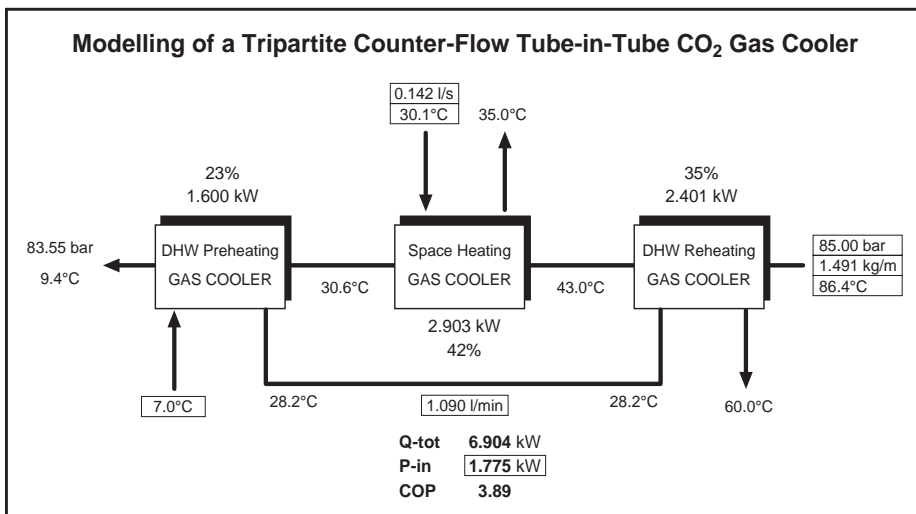 Modelling of a Tripartite Counter-Flow Tube-in-Tube CO₂ Gas Cooler
0.142 l/s
30.1°C
35.0°C
23%
1.600 kW
35%
2.401 kW
83.55 bar
9.4°C
DHW Preheating
GAS COOLER
30.6°C
Space Heating
GAS COOLER
43.0°C
DHW Reheating
GAS COOLER
85.00 bar
1.491 kg/m
86.4°C
2.903 kW
42%
7.0°C
28.2°C
1.090 l/min
28.2°C
60.0°C
Q-tot 6.904 kW
P-in 1.775 kW
COP 3.89